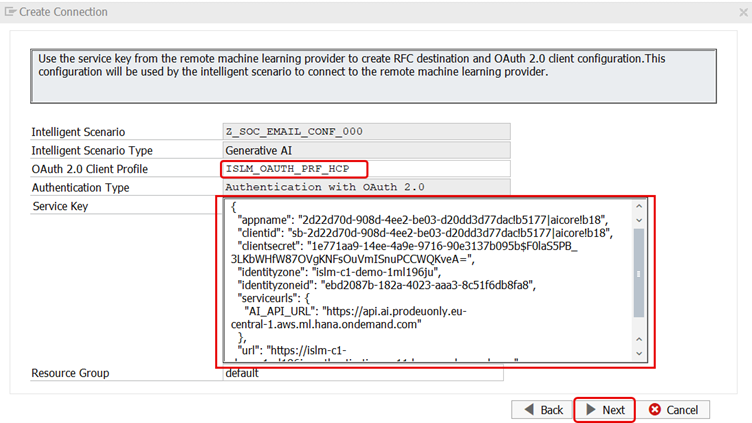 Create Connection
Use the service key from the remote machine learning provider to create RFC destination and OAuth 2.0 client configuration.This
configuration will be used by the intelligent scenario to connect to the remote machine learning provider.
Intelligent Scenario Z_SOC_EMAIL_CONF_000
Intelligent Scenario Type Generative AI
OAuth 2.0 Client Profile ISLM_OAUTH_PRF_HCP
Authentication Type Authentication with OAuth 2.0
Service Key {
"appname": "2d22d70d-908d-4ee2-be03-d20dd3d77dac!b5177|aicore!b18",
"clientid": "sb-2d22d70d-908d-4ee2-be03-d20dd3d77dac!b5177|aicore!b18",
"clientsecret": "1e771aa9-14ee-4a9e-9716-90e3137b095b$F0laS5PB_
3LKbWHfW87OVgKNFsOuVmISnuPCCWQKveA=",
"identityzone": "islm-c1-demo-1ml196ju",
"identityzoneid": "ebd2087b-182a-4023-aaa3-8c51f6db8fa8",
"serviceurls": {
"AI_API_URL": "https://api.ai.prodeuonly.eu-
central-1.aws.ml.hana.ondemand.com"
},
"url": "https://islm-c1-
Resource Group default
Back Next Cancel